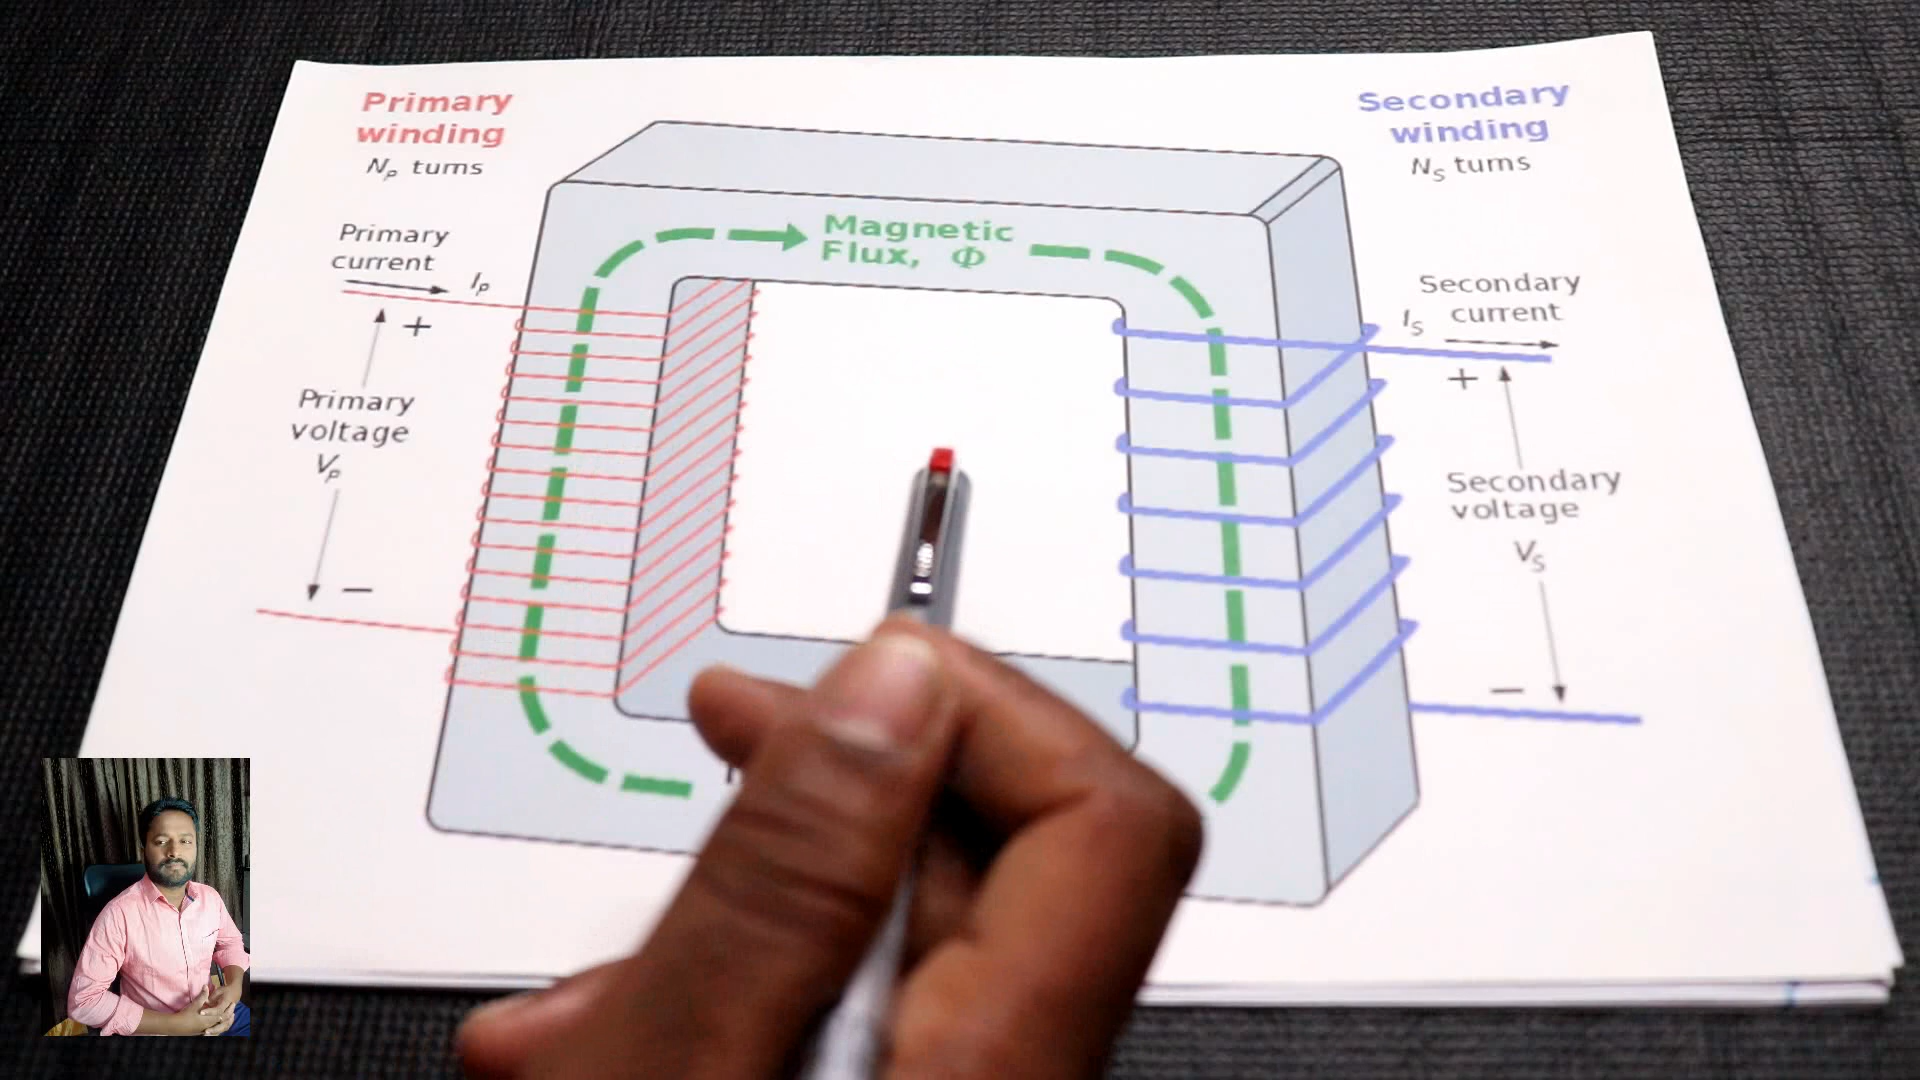 Primary
winding
Np turns
Primary
current
Ip
+
Primary
voltage
Vp
−
Magnetic
Flux, Φ
Secondary
winding
NS turns
Secondary
current
IS
+
Secondary
voltage
VS
−